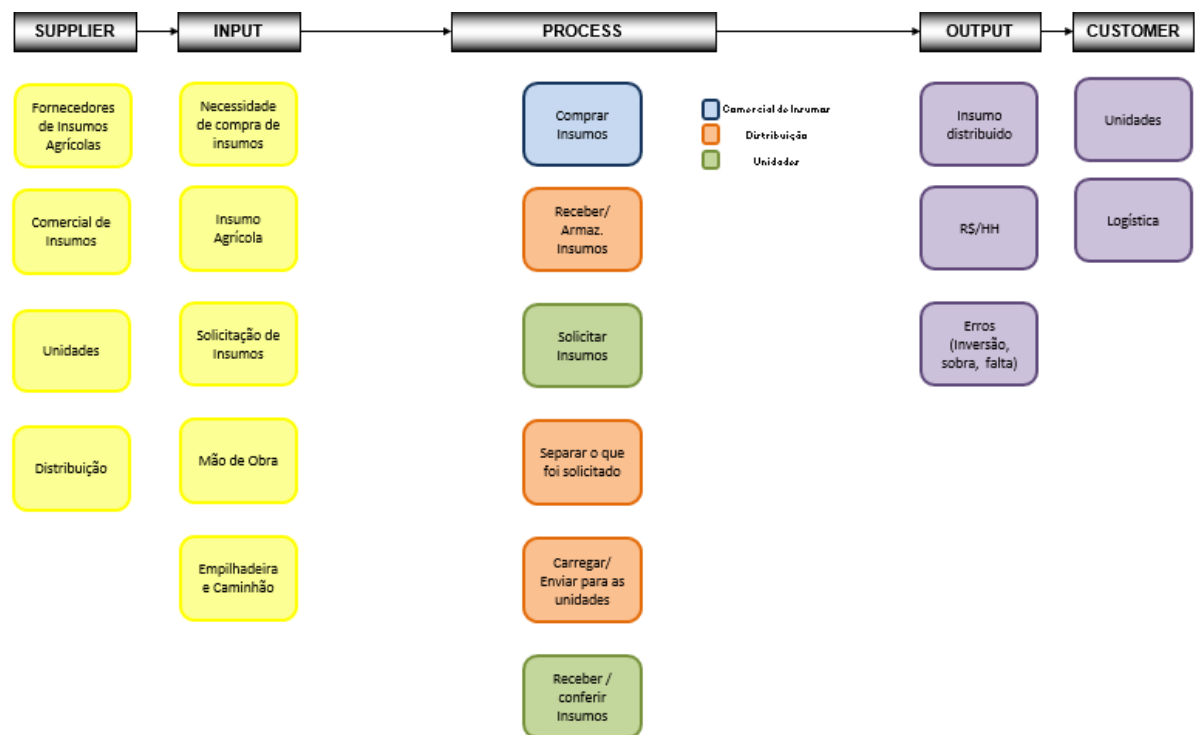 SUPPLIER
INPUT
PROCESS
OUTPUT
CUSTOMER
Fornecedores
de Insumos
Agrícolas
Comercial de
Insumos
Unidades
Distribuição
Necessidade
de compra de
insumos
Insumo
Agrícola
Solicitação de
Insumos
Mão de Obra
Empilhadeira
e Caminhão
Comprar
Insumos
Receber/
Armaz.
Insumos
Solicitar
Insumos
Separar o que
foi solicitado
Carregar/
Enviar para as
unidades
Receber /
conferir
Insumos
Comercial de Insumos
Distribuição
Unidades
Insumo
distribuido
R$/HH
Erros
(Inversão,
sobra, falta)
Unidades
Logística